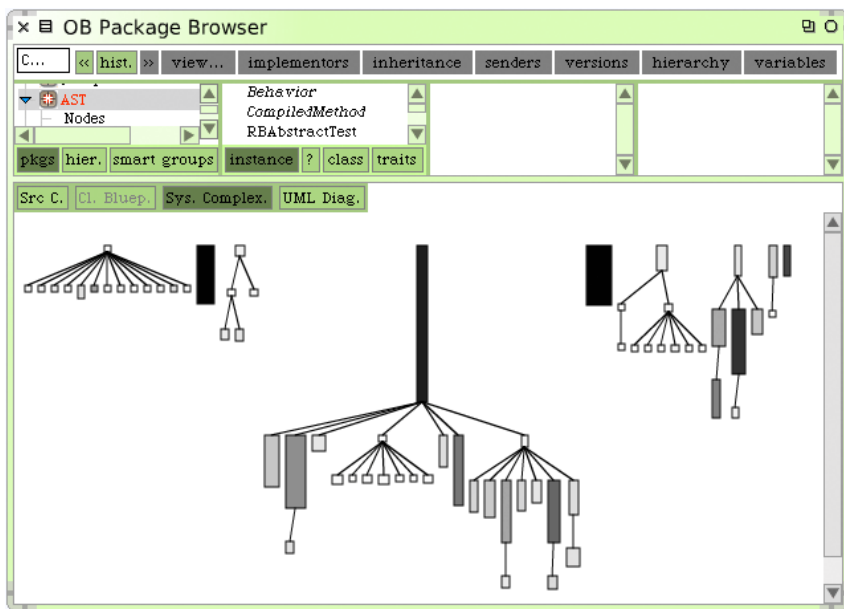 OB Package Browser
C... << hist. >> view... implementors inheritance senders versions hierarchy variables
AST
Nodes
Behavior
CompiledMethod
RBAbstractTest
pkgs hier. smart groups instance ? class traits
Src C. Cl. Bluep. Sys. Complex. UML Diag.